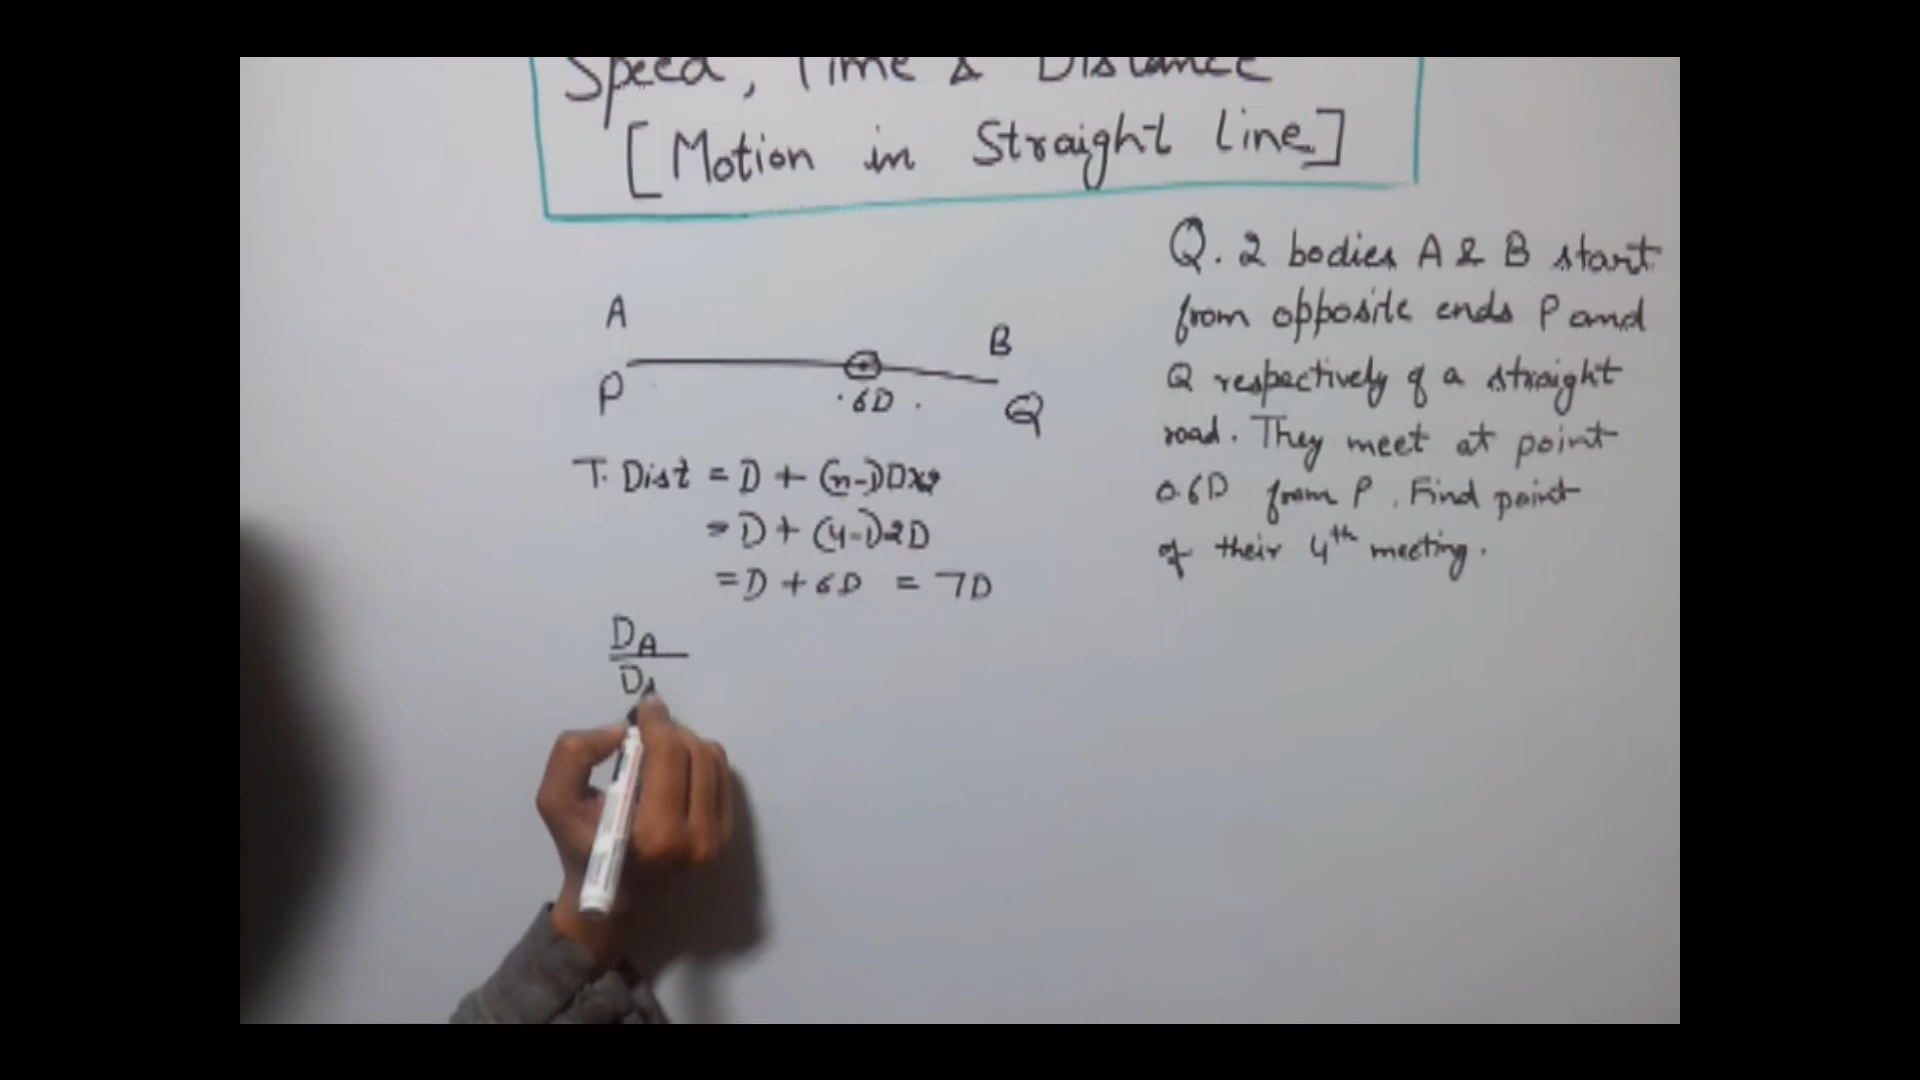 Speed, Time & Distance
[Motion in Straight line]
A
B
P
.6D
Q
T. Dist = D + (n-1)D×2
= D + (4-1)2D
= D + 6D = 7D
DA
D
Q. 2 bodies A & B start
from opposite ends P and
Q respectively of a straight
road. They meet at point
0.6D from P. Find point
of their 4th meeting.